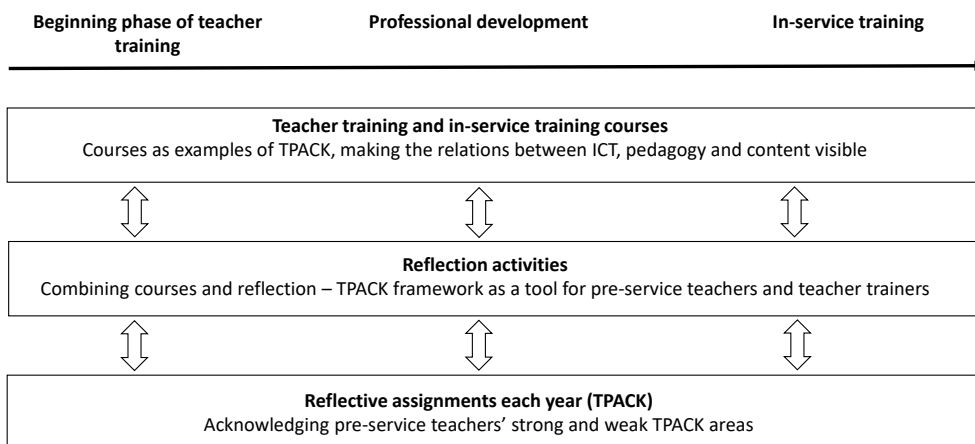 Beginning phase of teacher
training
Professional development
In-service training
Teacher training and in-service training courses
Courses as examples of TPACK, making the relations between ICT, pedagogy and content visible
Reflection activities
Combining courses and reflection – TPACK framework as a tool for pre-service teachers and teacher trainers
Reflective assignments each year (TPACK)
Acknowledging pre-service teachers’ strong and weak TPACK areas